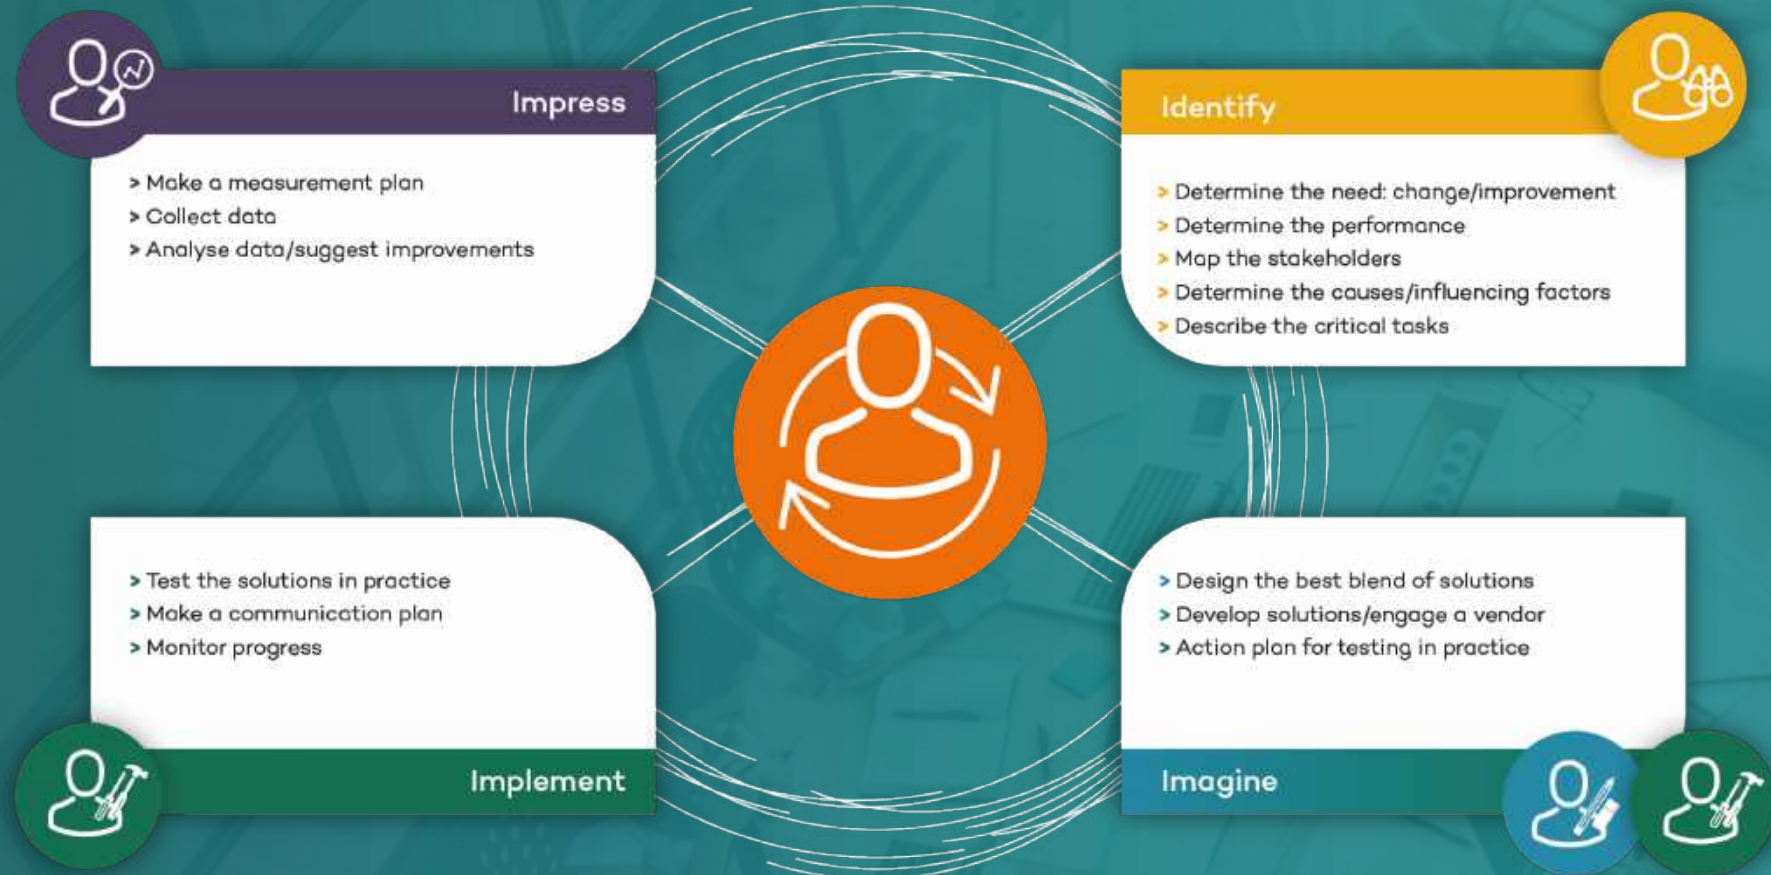 Impress
> Make a measurement plan
> Collect data
> Analyse data/suggest improvements
Identify
> Determine the need: change/improvement
> Determine the performance
> Map the stakeholders
> Determine the causes/influencing factors
> Describe the critical tasks
> Test the solutions in practice
> Make a communication plan
> Monitor progress
Implement
> Design the best blend of solutions
> Develop solutions/engage a vendor
> Action plan for testing in practice
Imagine